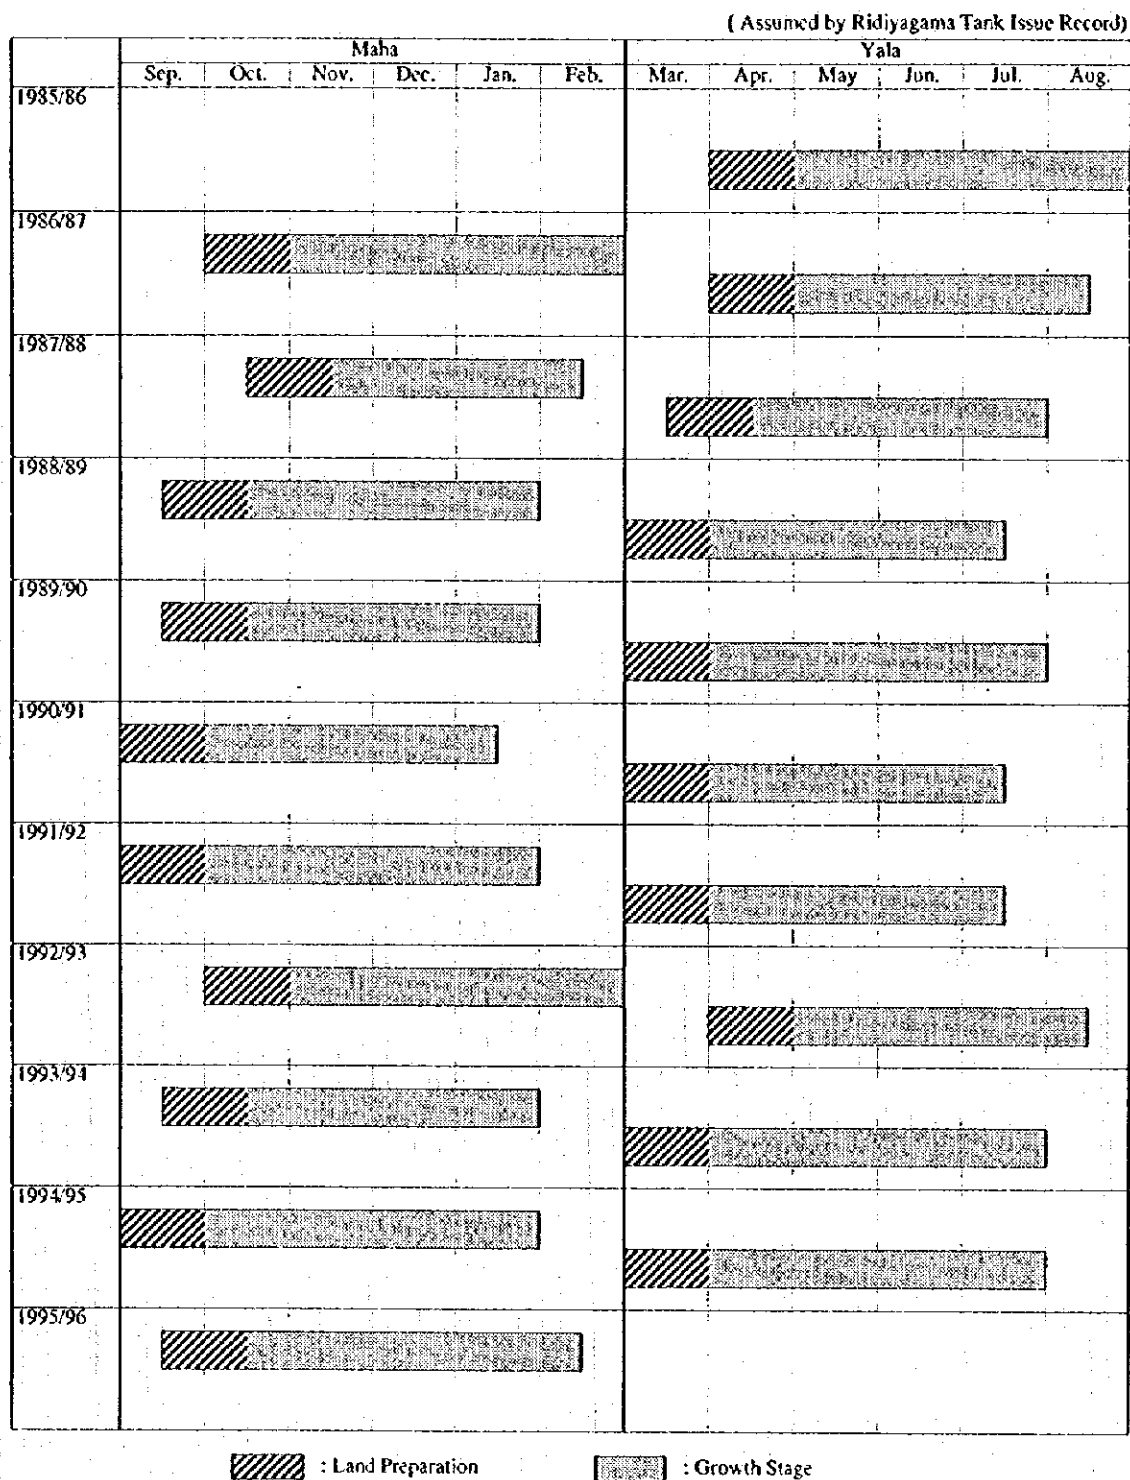 ( Assumed by Ridiyagama Tank Issue Record)
Maha Yala
Sep. Oct. Nov. Dec. Jan. Feb. Mar. Apr. May Jun. Jul. Aug.
1985/86
1986/87
1987/88
1988/89
1989/90
1990/91
1991/92
1992/93
1993/94
1994/95
1995/96
: Land Preparation : Growth Stage